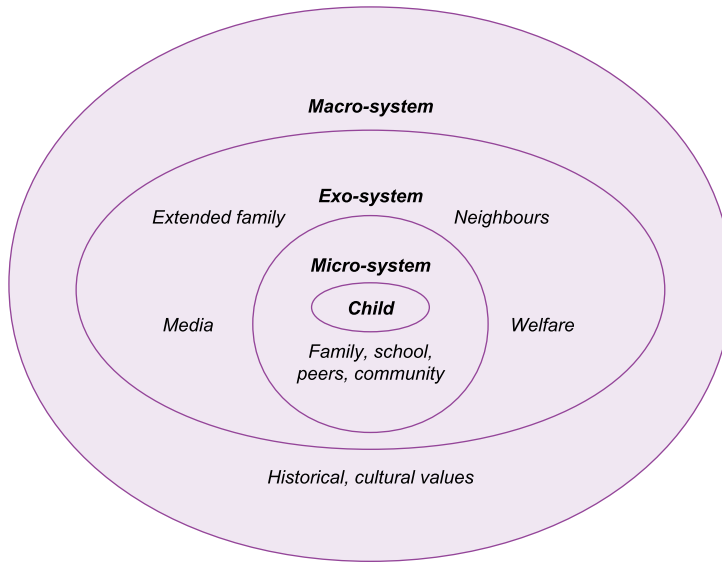 Macro-system
Exo-system
Extended family
Neighbours
Micro-system
Child
Media
Welfare
Family, school,
peers, community
Historical, cultural values